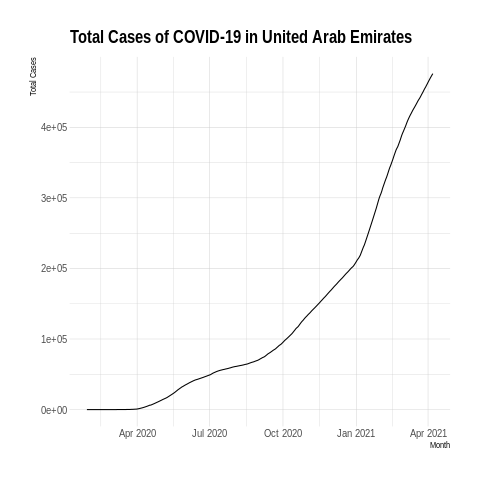 Total Cases of COVID-19 in United Arab Emirates
Total Cases
4e+05
3e+05
2e+05
1e+05
0e+00
Apr 2020 Jul 2020 Oct 2020 Jan 2021 Apr 2021
Month